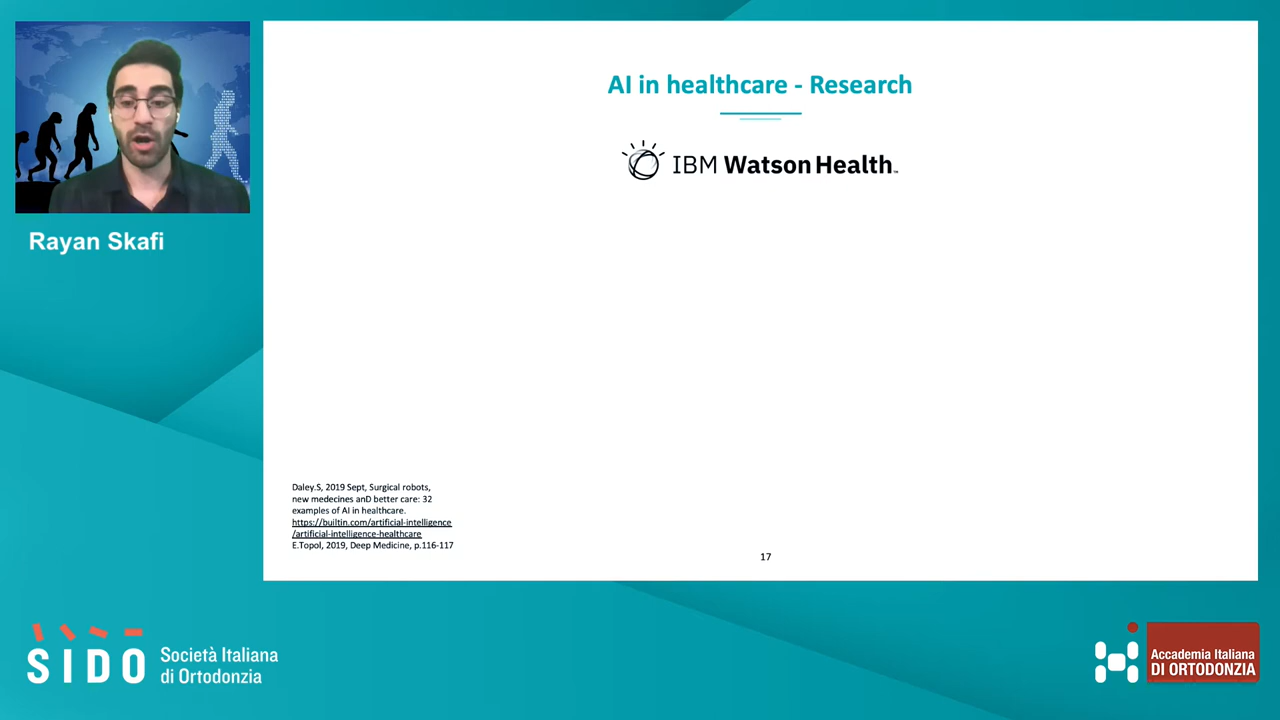 Rayan Skafi
AI in healthcare - Research
IBM Watson Health™
Daley.S, 2019 Sept, Surgical robots,
new medecines anD better care: 32
examples of AI in healthcare.
https://builtin.com/artificial-intelligence
/artificial-intelligence-healthcare
E.Topol, 2019, Deep Medicine, p.116-117
17
SIDO
Società Italiana
di Ortodonzia
Accademia Italiana
DI ORTODONZIA